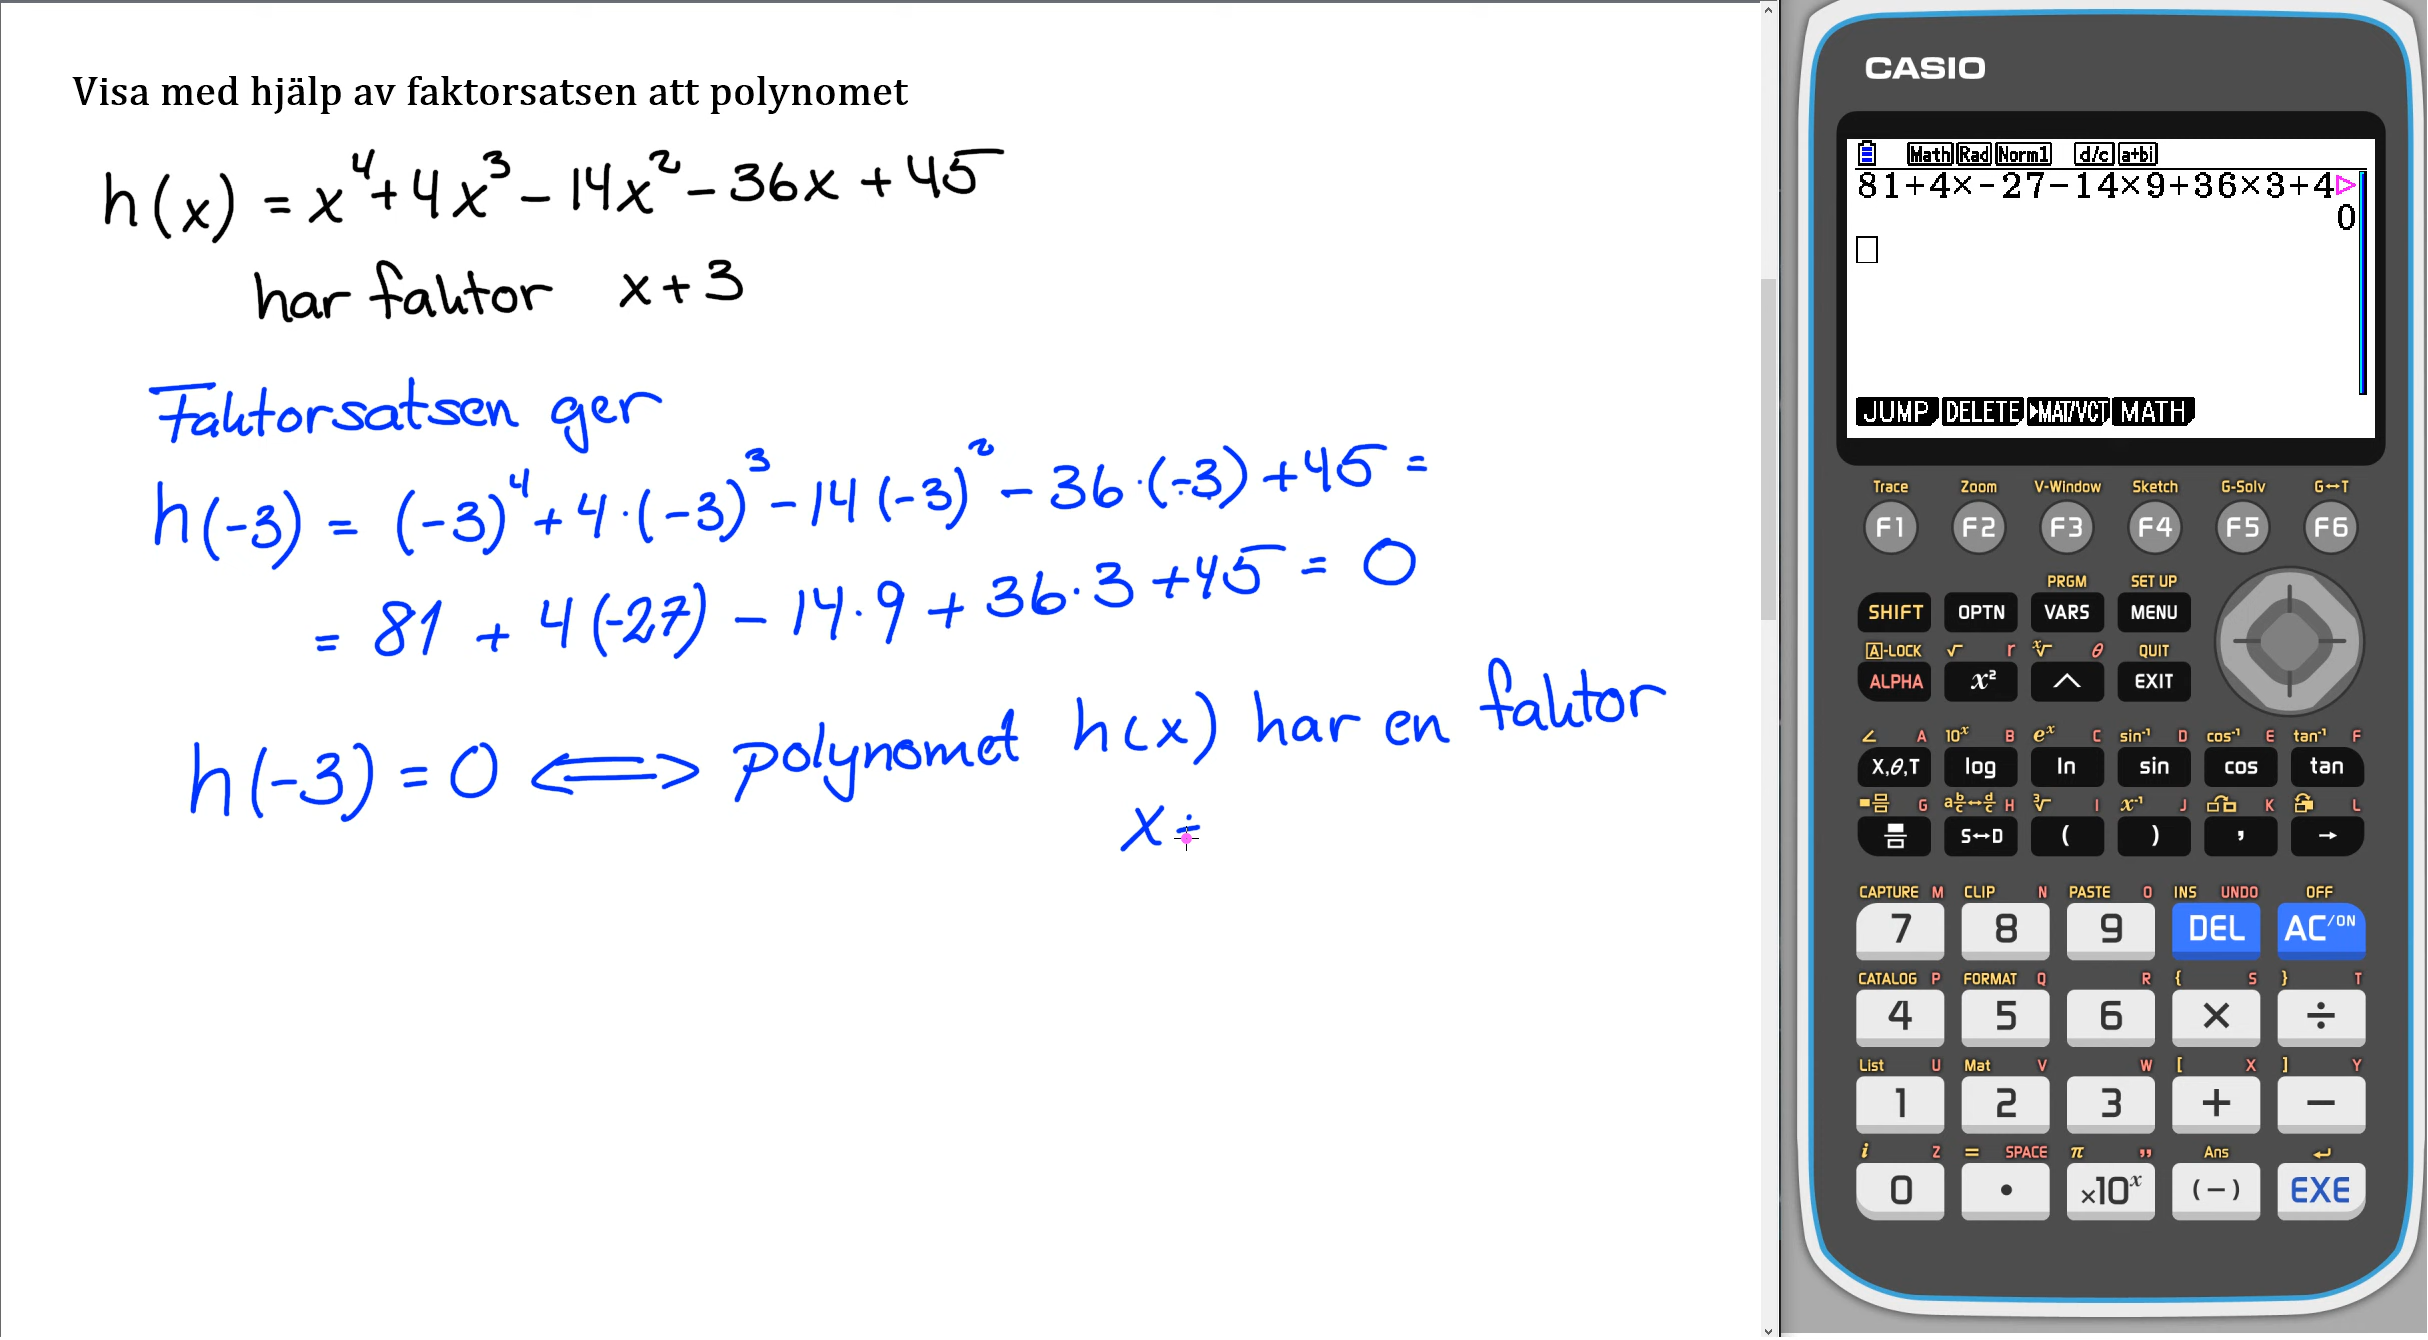 Visa med hjälp av faktorsatsen att polynomet
h(x) = x⁴+4x³-14x²-36x+45
har faktor x+3
Faktorsatsen ger
h(-3) = (-3)⁴+4·(-3)³-14(-3)²-36·(-3)+45 =
= 81 + 4(-27) - 14·9 + 36·3 +45 = 0
h(-3) = 0 ⟺ polynomet h(x) har en faktor
x÷
CASIO
Math Rad Norm1 d/c a+bi
81+4×-27-14×9+36×3+4▷
0
JUMP DELETE ▸MAT/VCT MATH
Trace Zoom V-Window Sketch G-Solv G↔T
F1 F2 F3 F4 F5 F6
PRGM SET UP
SHIFT OPTN VARS MENU
A-LOCK √ r ˣ√ θ QUIT
ALPHA x² ^ EXIT
∠ A 10ˣ B eˣ C sin⁻¹ D cos⁻¹ E tan⁻¹ F
X,θ,T log ln sin cos tan
G a b/c↔d/c H ³√ I x⁻¹ J K L
S↔D ( ) , →
CAPTURE M CLIP N PASTE O INS UNDO OFF
7 8 9 DEL AC/ON
CATALOG P FORMAT Q R { S } T
4 5 6 × ÷
List U Mat V W [ X ] Y
1 2 3 + −
i Z = SPACE π " Ans ↵
0 • ×10ˣ (−) EXE